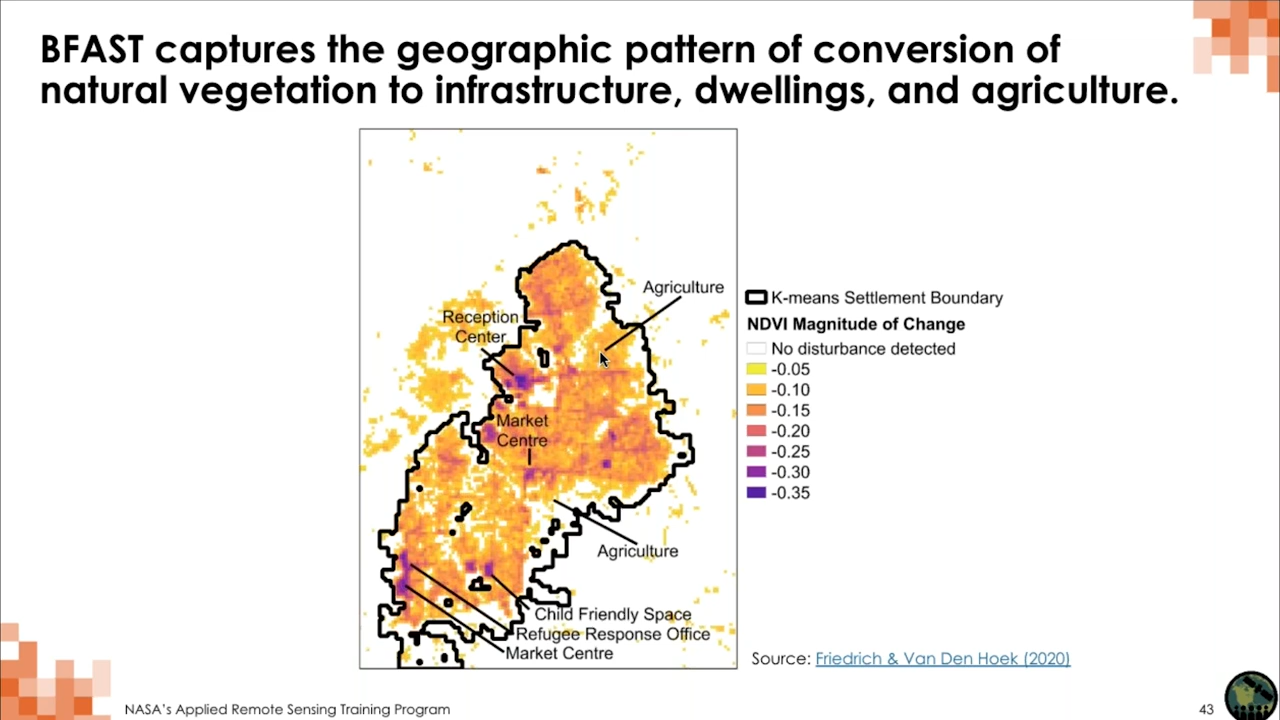 BFAST captures the geographic pattern of conversion of
natural vegetation to infrastructure, dwellings, and agriculture.
Agriculture
Reception
Center
Market
Centre
Agriculture
Child Friendly Space
Refugee Response Office
Market Centre
K-means Settlement Boundary
NDVI Magnitude of Change
No disturbance detected
-0.05
-0.10
-0.15
-0.20
-0.25
-0.30
-0.35
Source: Friedrich & Van Den Hoek (2020)
NASA's Applied Remote Sensing Training Program
43